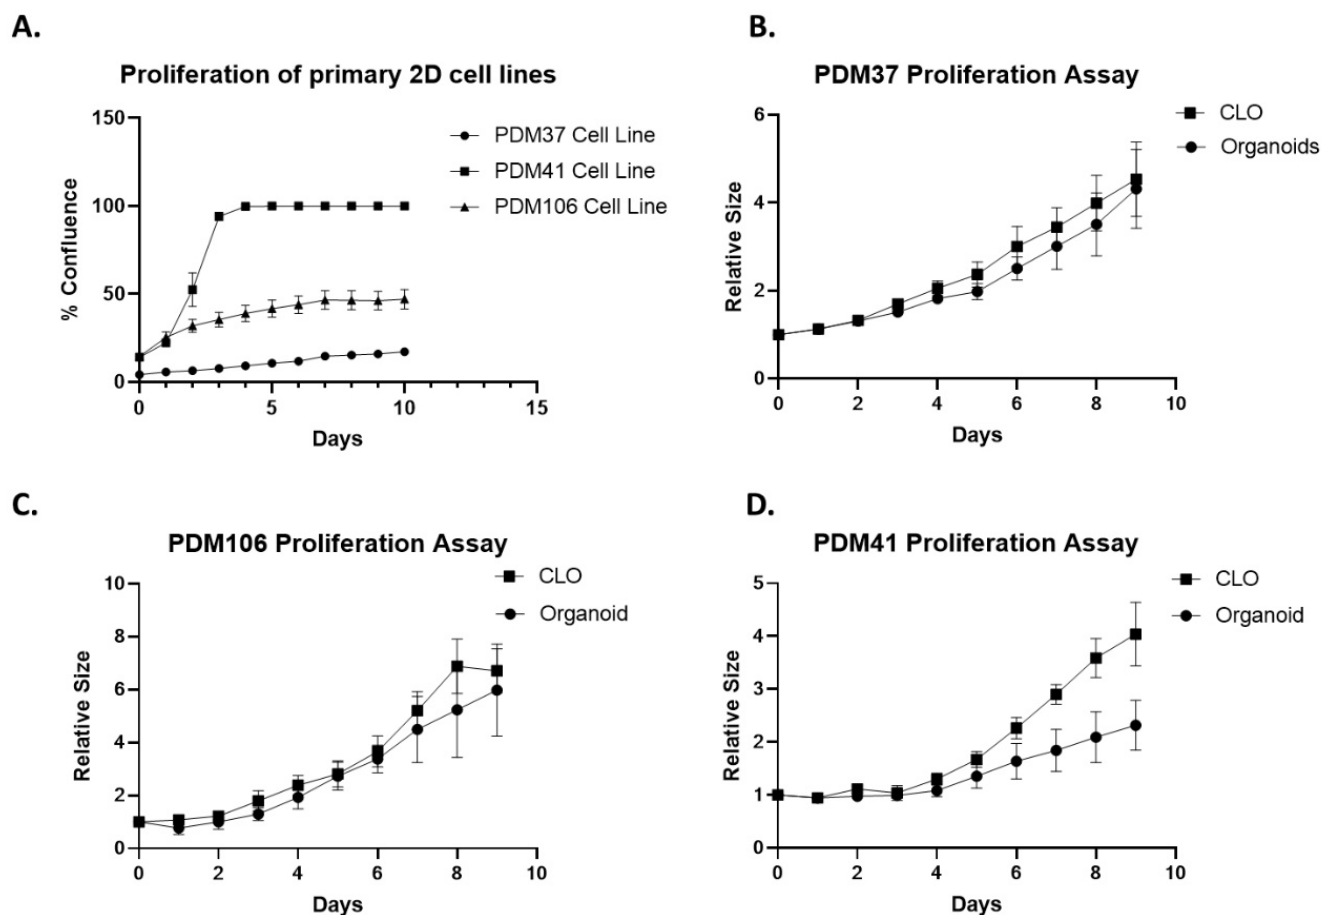 A.
Proliferation of primary 2D cell lines
150
100
50
0
% Confluence
0 5 10 15
Days
PDM37 Cell Line
PDM41 Cell Line
PDM106 Cell Line
B.
PDM37 Proliferation Assay
6
4
2
0
Relative Size
0 2 4 6 8 10
Days
CLO
Organoids
C.
PDM106 Proliferation Assay
10
8
6
4
2
0
Relative Size
0 2 4 6 8 10
Days
CLO
Organoid
D.
PDM41 Proliferation Assay
5
4
3
2
1
0
Relative Size
0 2 4 6 8 10
Days
CLO
Organoid